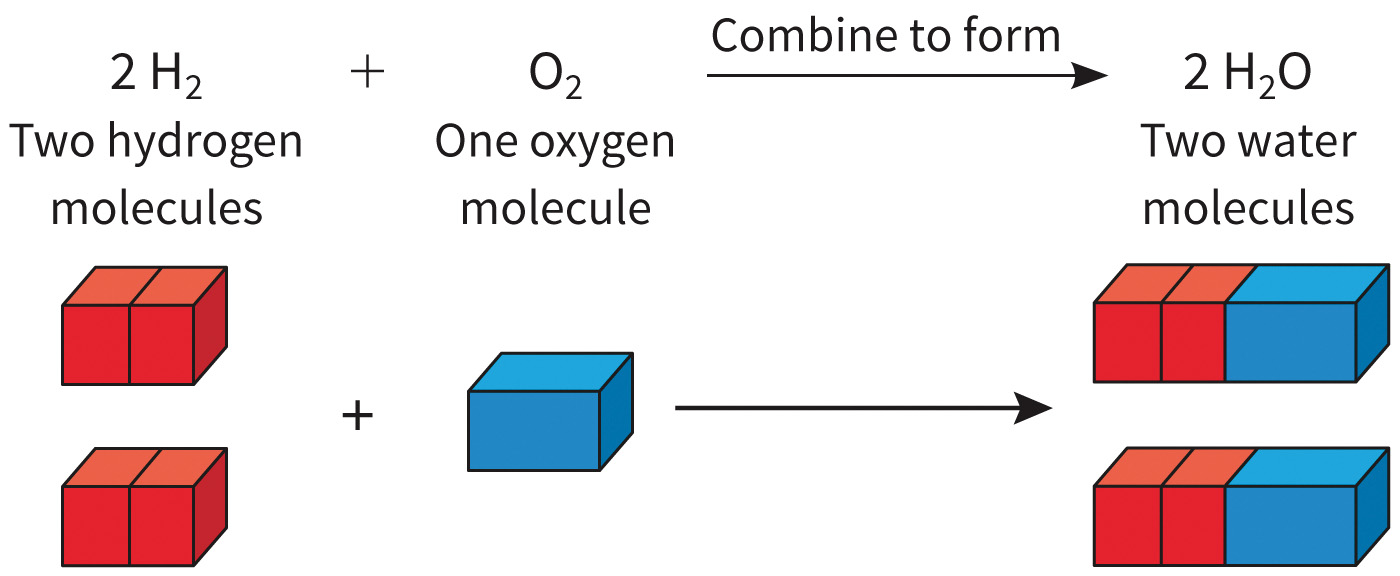 2 H₂ + O₂ Combine to form 2 H₂O
Two hydrogen One oxygen Two water
molecules molecule molecules
+